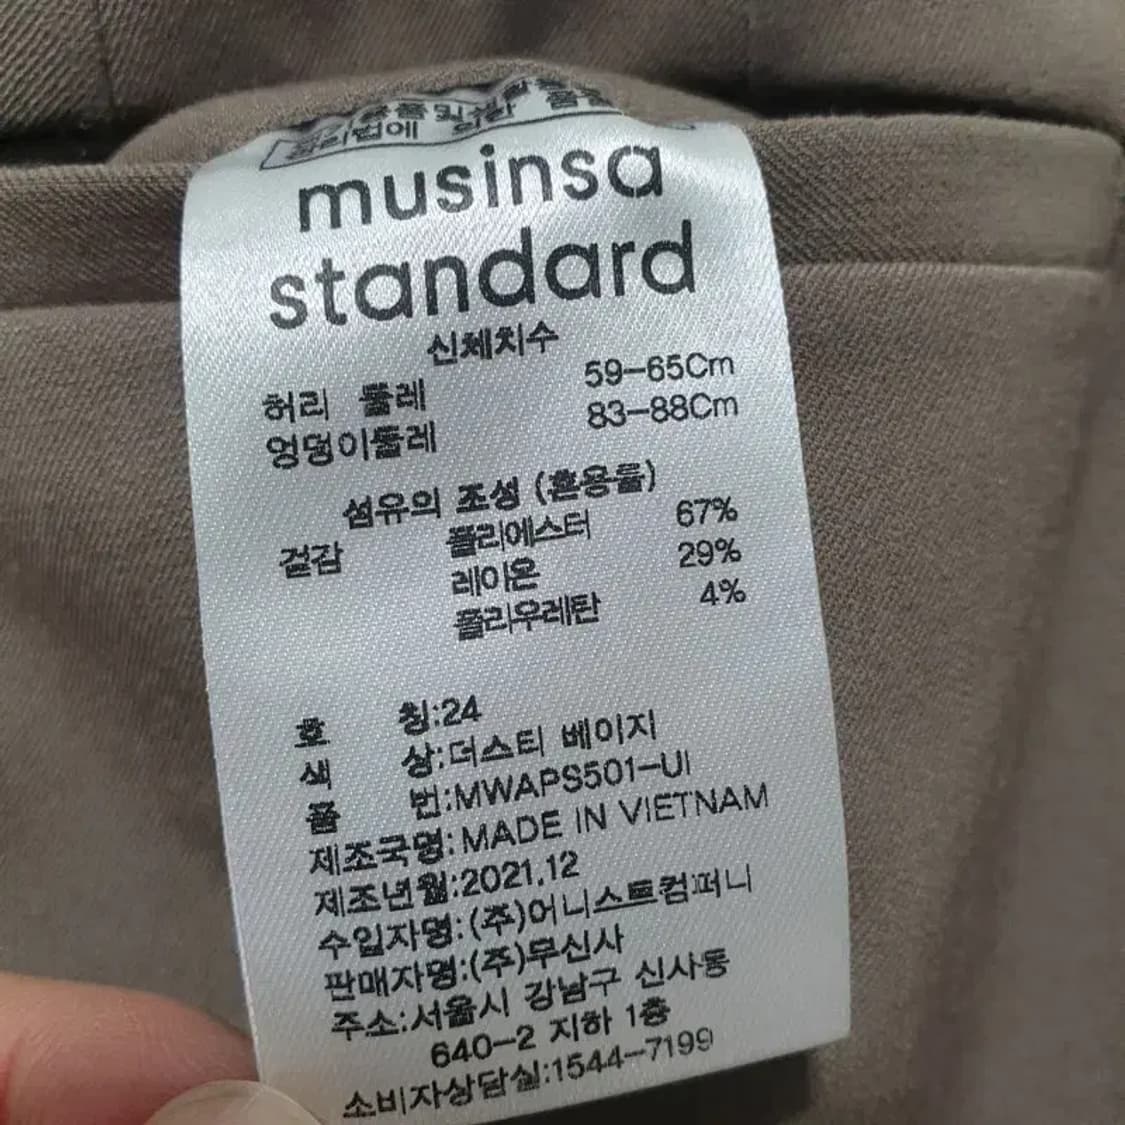 musinsa
standard
신체치수
허리 둘레 59-65Cm
엉덩이둘레 83-88Cm
섬유의 조성 (혼용률)
겉감 폴리에스터 67%
레이온 29%
폴리우레탄 4%
호 칭:24
색 상:더스티 베이지
품 번:MWAPS501-UI
제조국명:MADE IN VIETNAM
제조년월:2021.12
수입자명:(주)어니스트컴퍼니
판매자명:(주)무신사
주소:서울시 강남구 신사동
640-2 지하 1층
소비자상담실:1544-7199